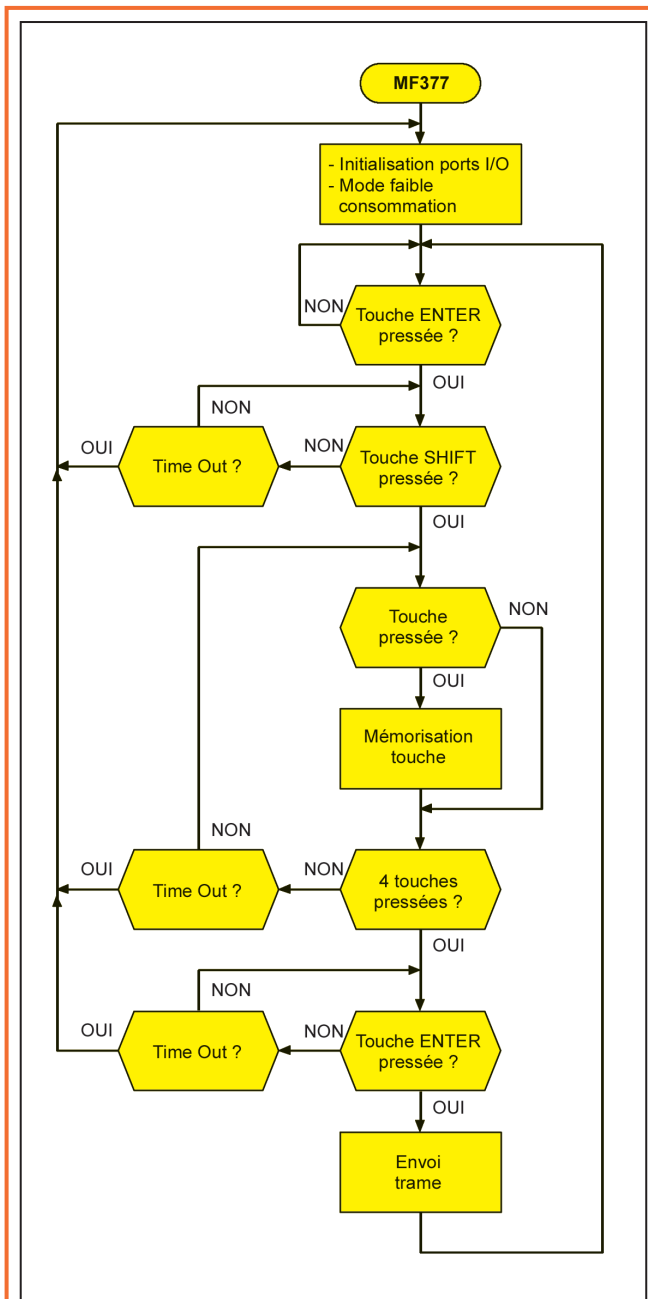 MF377
- Initialisation ports I/O
- Mode faible
consommation
NON
Touche ENTER
pressée ?
OUI
NON
OUI
Time Out ?
NON
Touche SHIFT
pressée ?
OUI
Touche
pressée ?
NON
OUI
Mémorisation
touche
NON
OUI
Time Out ?
NON
4 touches
pressées ?
OUI
NON
OUI
Time Out ?
NON
Touche ENTER
pressée ?
OUI
Envoi
trame